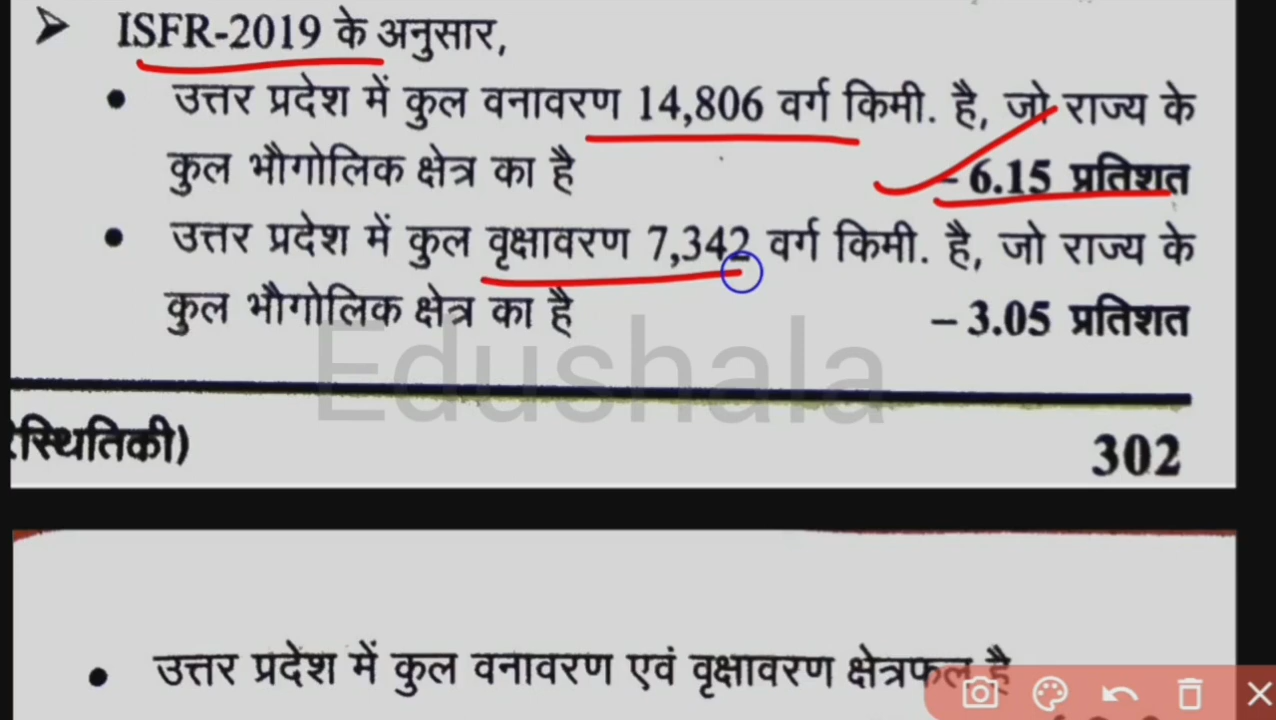 ISFR-2019 के अनुसार,
उत्तर प्रदेश में कुल वनावरण 14,806 वर्ग किमी. है, जो राज्य के
कुल भौगोलिक क्षेत्र का है – 6.15 प्रतिशत
उत्तर प्रदेश में कुल वृक्षावरण 7,342 वर्ग किमी. है, जो राज्य के
कुल भौगोलिक क्षेत्र का है – 3.05 प्रतिशत
Edushala
रिस्थितिकी)
302
उत्तर प्रदेश में कुल वनावरण एवं वृक्षावरण क्षेत्रफल है